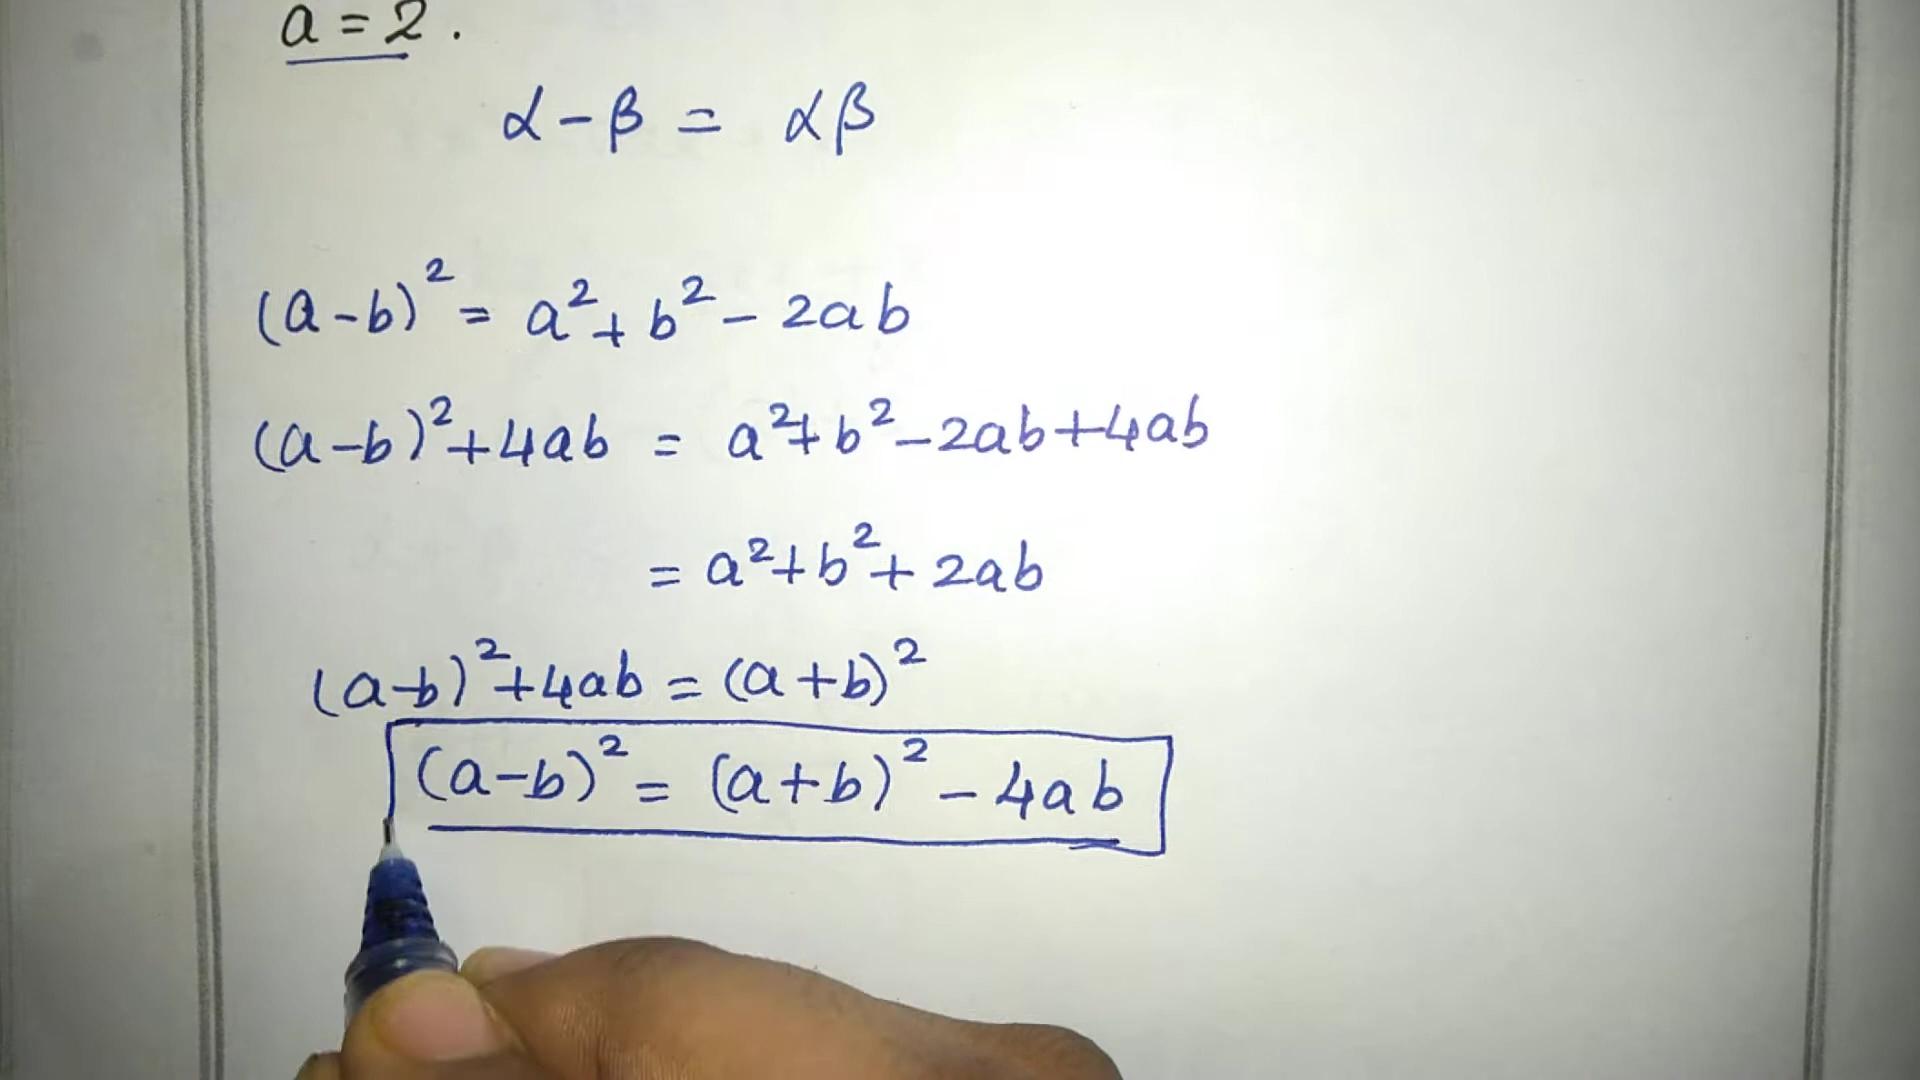 a = 2 .
α - β = αβ
(a-b)² = a² + b² - 2ab
(a-b)² + 4ab = a² + b² - 2ab + 4ab
= a² + b² + 2ab
(a-b)² + 4ab = (a+b)²
(a-b)² = (a+b)² - 4ab